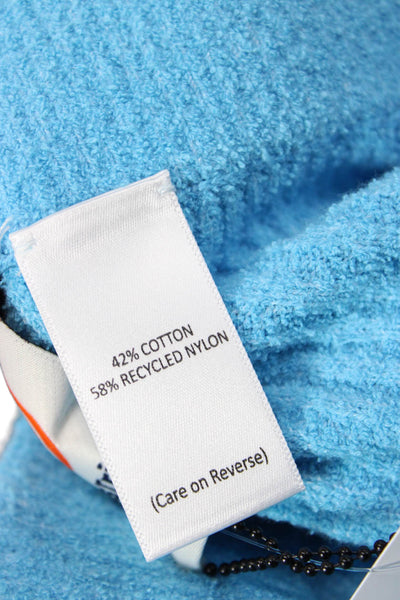 42% COTTON
58% RECYCLED NYLON
(Care on Reverse)